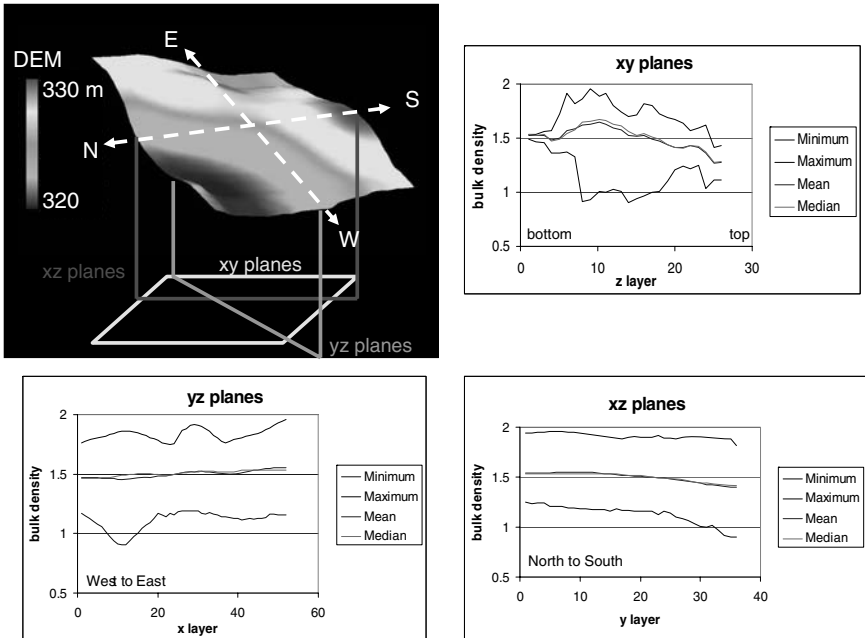 DEM
330 m
320
E
S
N
W
xz planes
xy planes
yz planes
xy planes
bulk density
2
1.5
1
0.5
bottom
top
0
10
20
30
z layer
Minimum
Maximum
Mean
Median
yz planes
bulk density
2
1.5
1
0.5
West to East
0
20
40
60
x layer
Minimum
Maximum
Mean
Median
xz planes
bulk density
2
1.5
1
0.5
North to South
0
10
20
30
40
y layer
Minimum
Maximum
Mean
Median